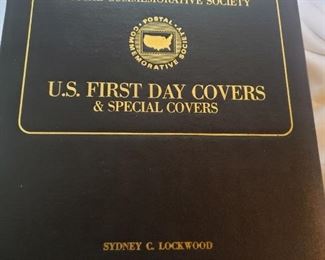 COMMEMORATIVE SOCIETY
POSTAL
COMMEMORATIVE
SOCIETY
U.S. FIRST DAY COVERS
& SPECIAL COVERS
SYDNEY C. LOCKWOOD